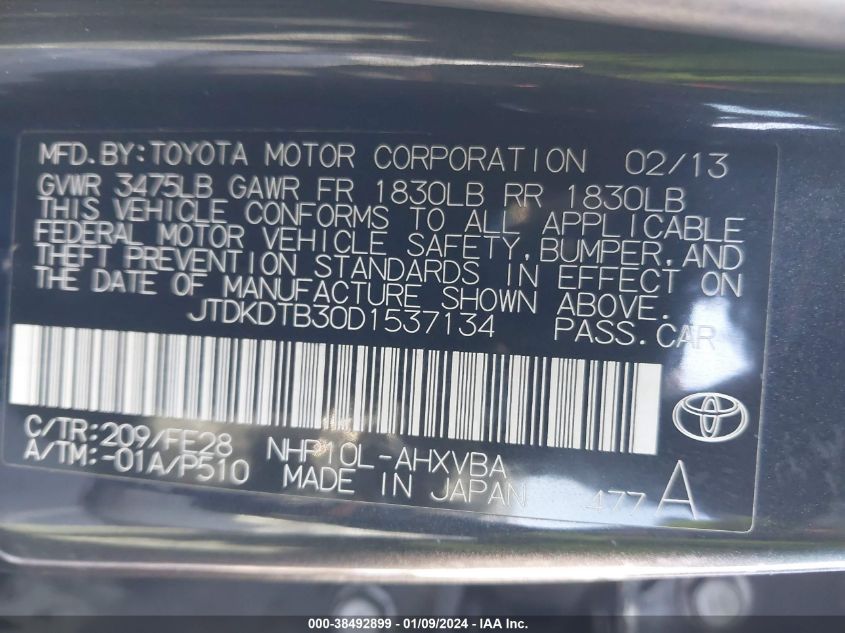 MFD.BY:TOYOTA MOTOR CORPORATION 02/13
GVWR 3475LB GAWR FR 1830LB RR 1830LB
THIS VEHICLE CONFORMS TO ALL APPLICABLE
FEDERAL MOTOR VEHICLE SAFETY,BUMPER,AND
THEFT PREVENTION STANDARDS IN EFFECT ON
THE DATE OF MANUFACTURE SHOWN ABOVE.
JTDKDTB30D1537134 PASS.CAR
C/TR:209/FE28 NHP10L-AHXVBA
A/TM:-01A/P510 MADE IN JAPAN 477 A
000-38492899 - 01/09/2024 - IAA Inc.